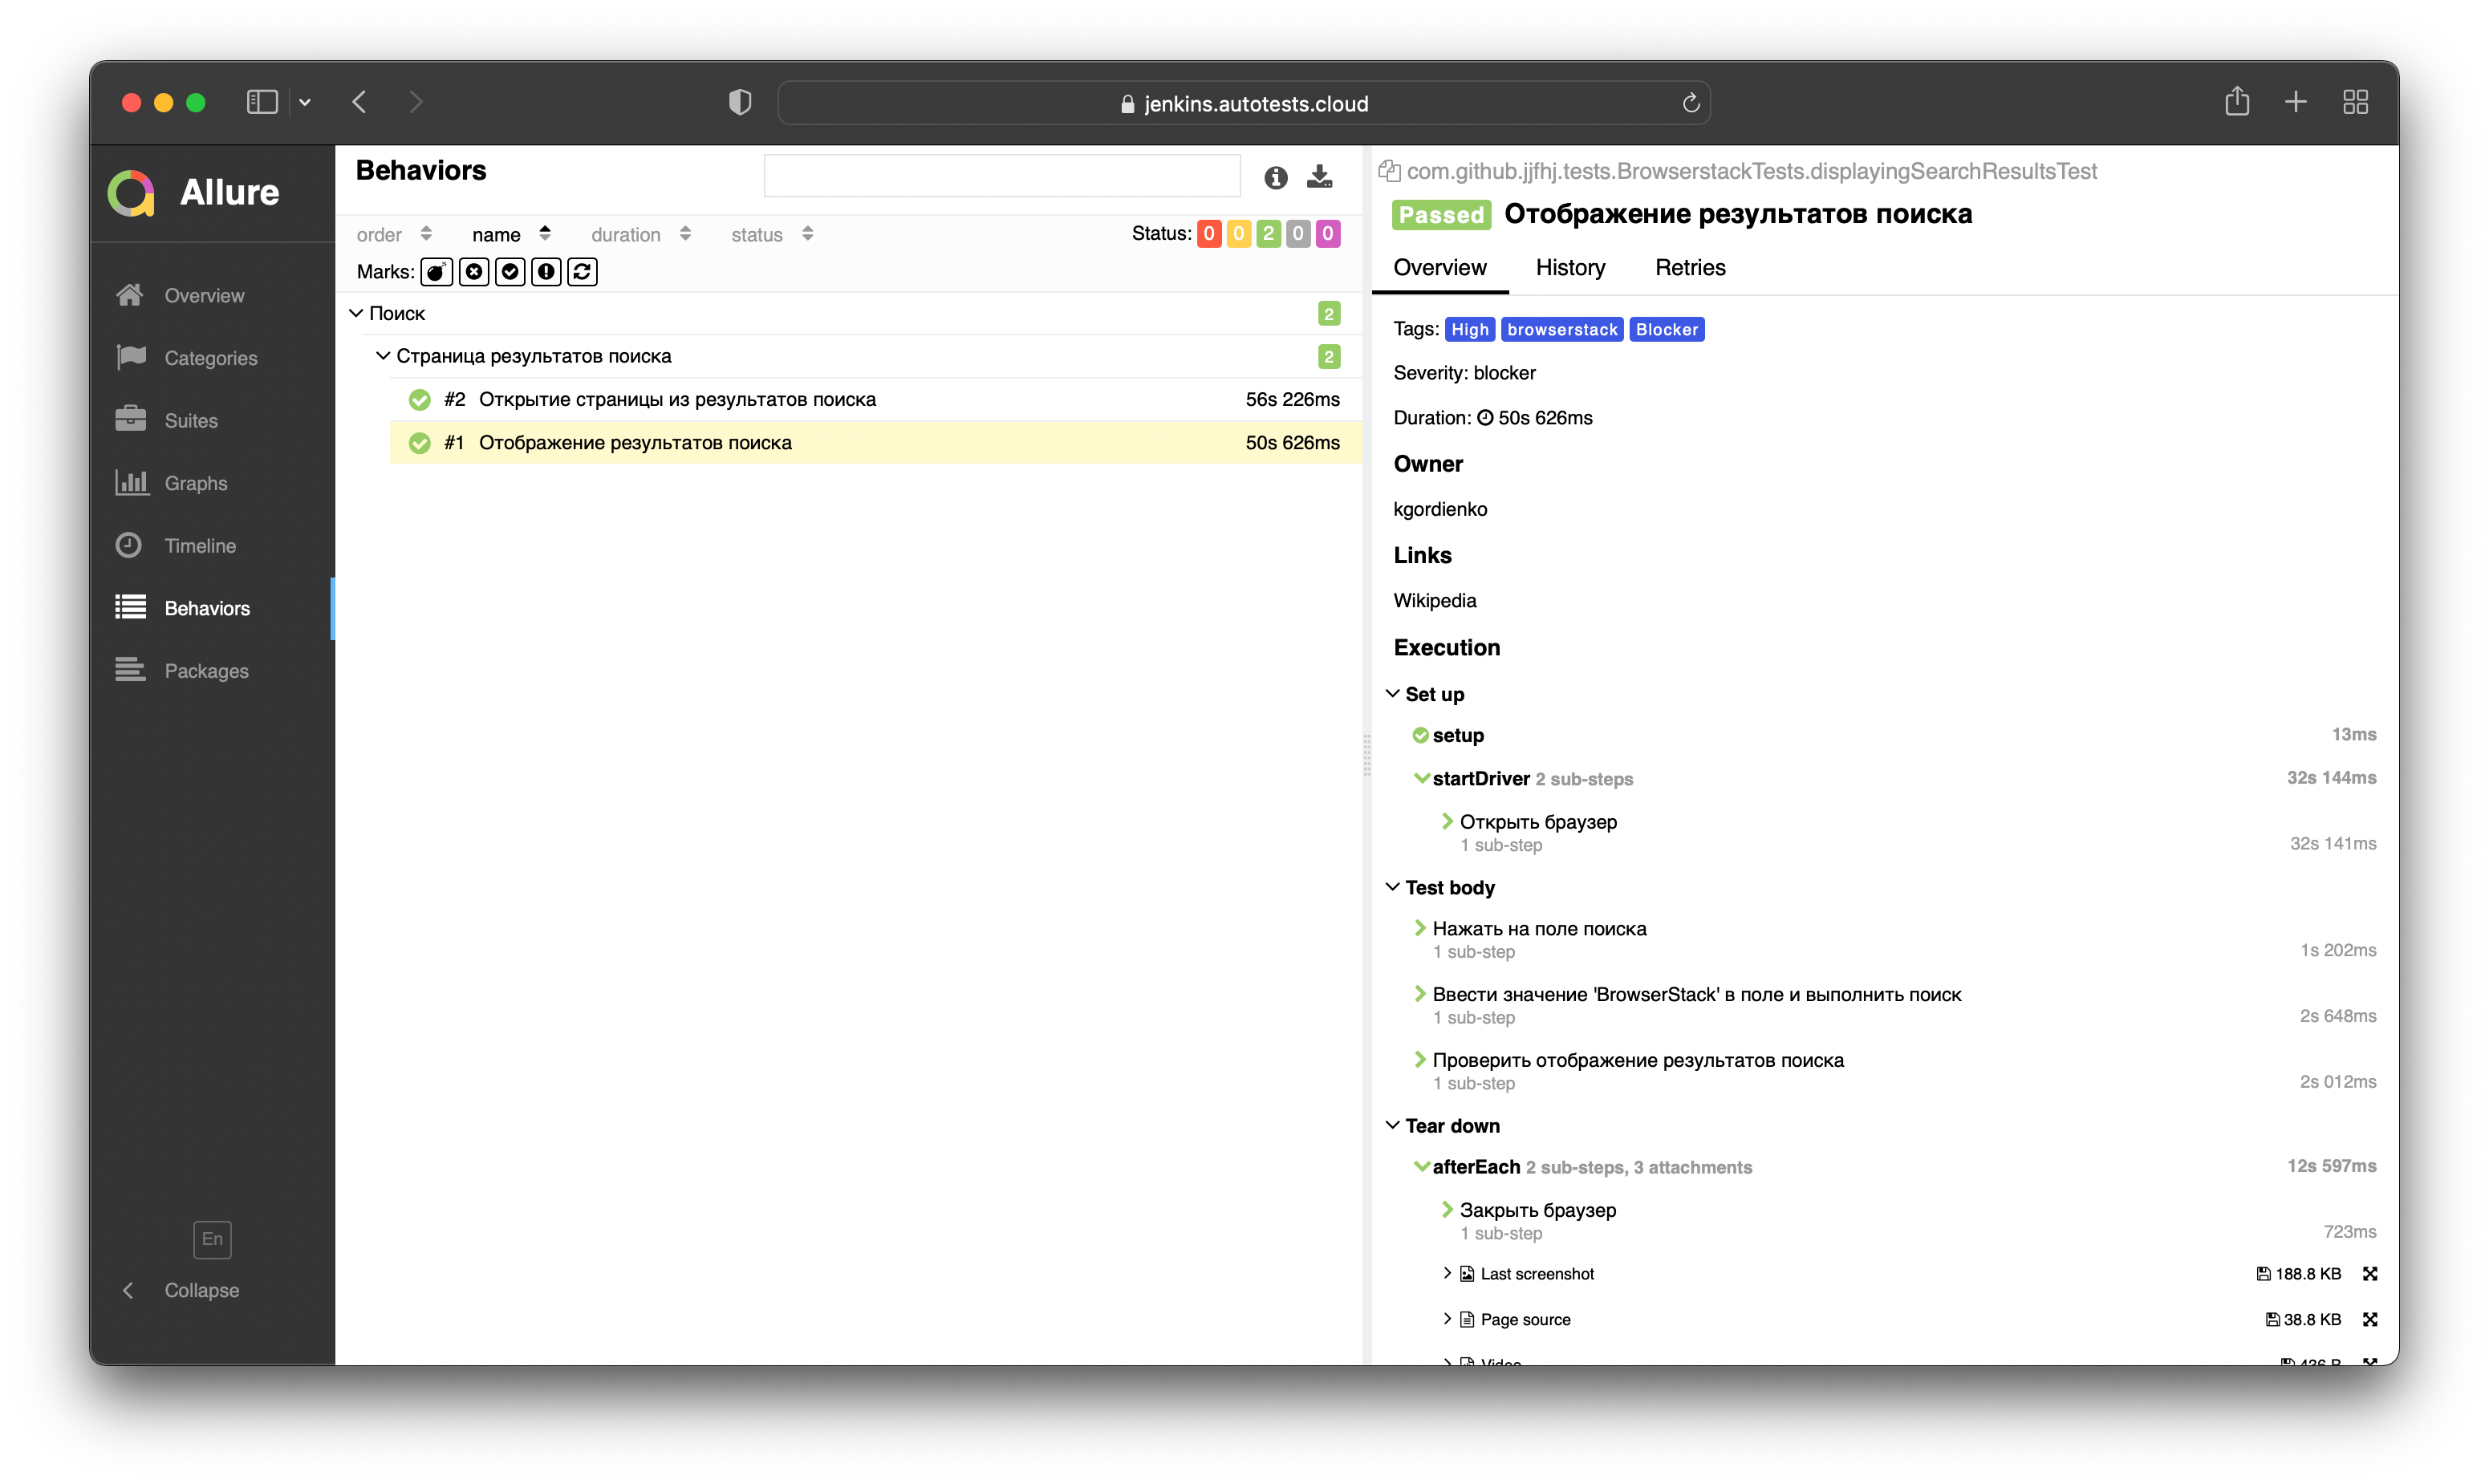 jenkins.autotests.cloud
Allure
Overview
Categories
Suites
Graphs
Timeline
Behaviors
Packages
En
Collapse
Behaviors
order name duration status
Status: 0 0 2 0 0
Marks:
Поиск 2
Страница результатов поиска 2
#2 Открытие страницы из результатов поиска 56s 226ms
#1 Отображение результатов поиска 50s 626ms
com.github.jjfhj.tests.BrowserstackTests.displayingSearchResultsTest
Passed Отображение результатов поиска
Overview History Retries
Tags: High browserstack Blocker
Severity: blocker
Duration: 50s 626ms
Owner
kgordienko
Links
Wikipedia
Execution
Set up
setup 13ms
startDriver 2 sub-steps 32s 144ms
Открыть браузер
1 sub-step 32s 141ms
Test body
Нажать на поле поиска
1 sub-step 1s 202ms
Ввести значение 'BrowserStack' в поле и выполнить поиск
1 sub-step 2s 648ms
Проверить отображение результатов поиска
1 sub-step 2s 012ms
Tear down
afterEach 2 sub-steps, 3 attachments 12s 597ms
Закрыть браузер
1 sub-step 723ms
Last screenshot 188.8 KB
Page source 38.8 KB
Video 436 B